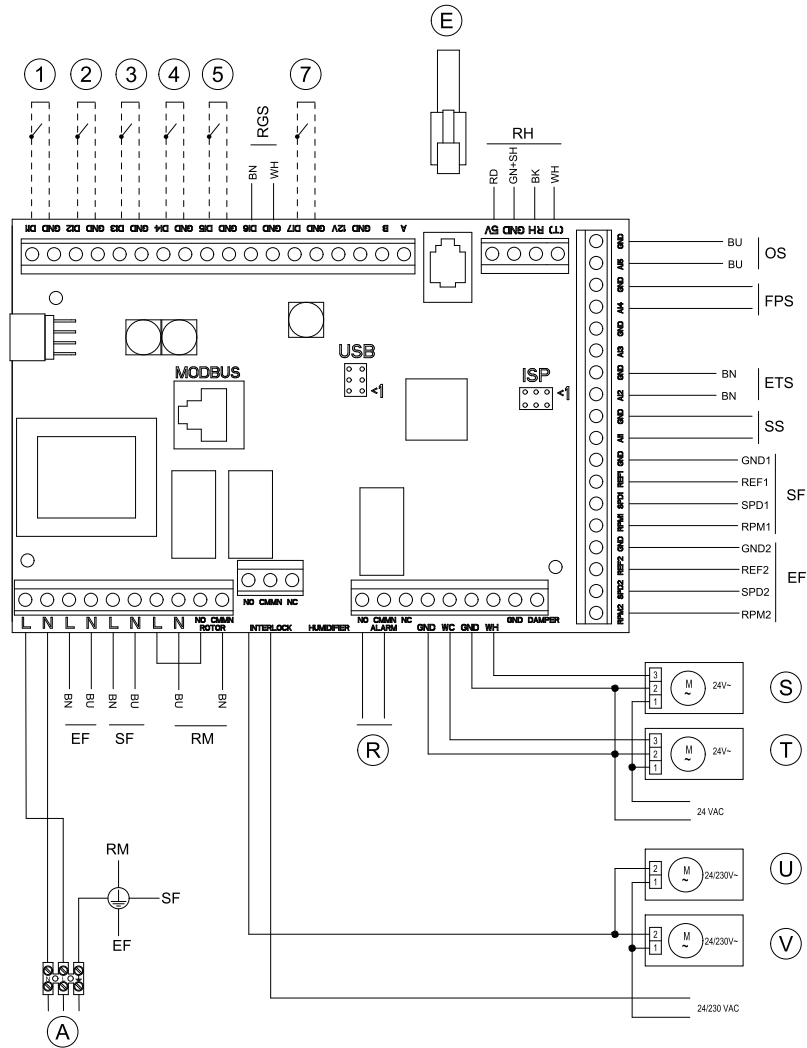 E
1 2 3 4 5 7
RGS
RH
BN WH
RD GN+SH BK WH
DI1 GND DI2 GND DI3 GND DI4 GND DI5 GND DI6 GND DI7 GND 12V GND B A
5V GND RH T()
GND BU
AI5 BU
OS
GND
AI4
FPS
GND
AI3
USB
<1
ISP
<1
MODBUS
GND BN
AI2 BN
ETS
GND
AI1
SS
GND GND1
REF1 REF1
SPD1 SPD1
RPM1 RPM1
SF
GND GND2
REF2 REF2
SPD2 SPD2
RPM2 RPM2
EF
NO CMMN NC
L N L N L N L N NO CMMN
ROTOR
INTERLOCK
HUMIDIFIER
NO CMMN NC
ALARM
GND WC GND WH GND DAMPER
BN BU BN BU BU BN
EF SF RM
R
3
2
1
M
~
24V~
S
3
2
1
M
~
24V~
T
24 VAC
RM
SF
EF
2
1
M
~
24/230V~
U
2
1
M
~
24/230V~
V
24/230 VAC
A